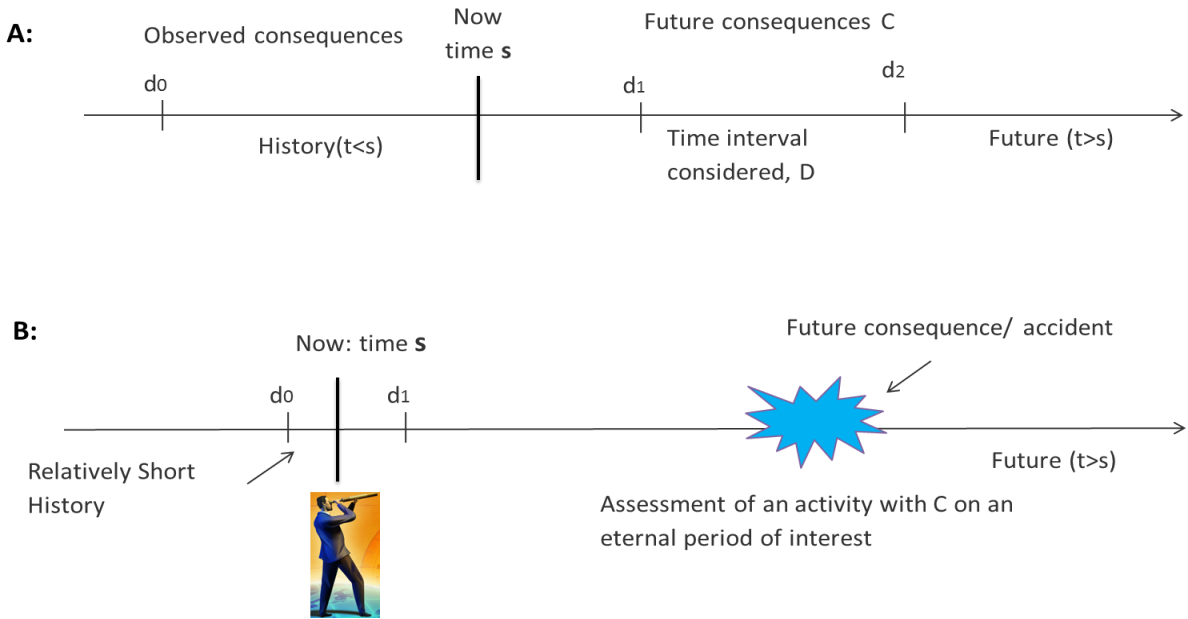 A:
Observed consequences
Now
time s
Future consequences C
d0
d1
d2
History(t<s)
Time interval
considered, D
Future (t>s)
B:
Now: time s
Future consequence/ accident
d0
d1
Relatively Short
History
Future (t>s)
Assessment of an activity with C on an
eternal period of interest